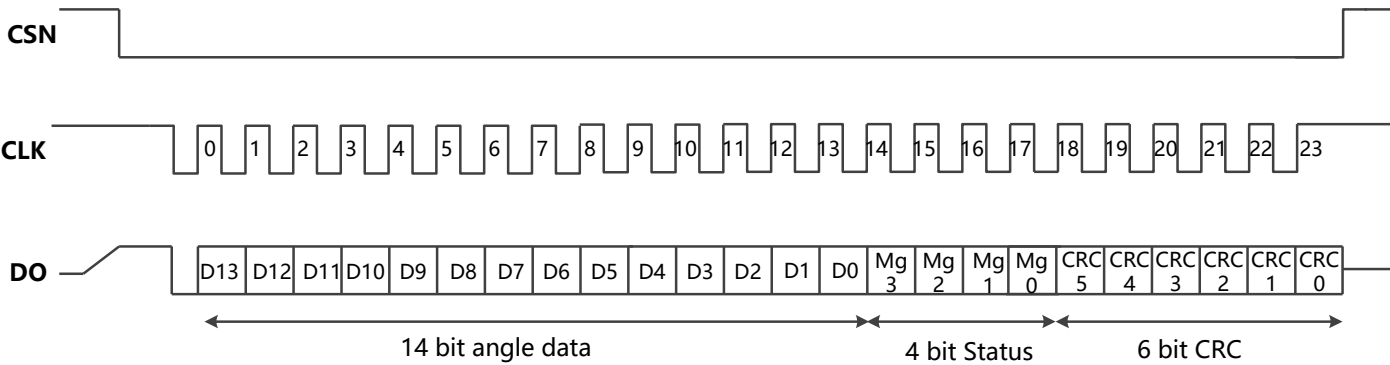 CSN
CLK 0 1 2 3 4 5 6 7 8 9 10 11 12 13 14 15 16 17 18 19 20 21 22 23
DO D13 D12 D11 D10 D9 D8 D7 D6 D5 D4 D3 D2 D1 D0 Mg Mg Mg Mg CRC CRC CRC CRC CRC CRC
3 2 1 0 5 4 3 2 1 0
14 bit angle data 4 bit Status 6 bit CRC